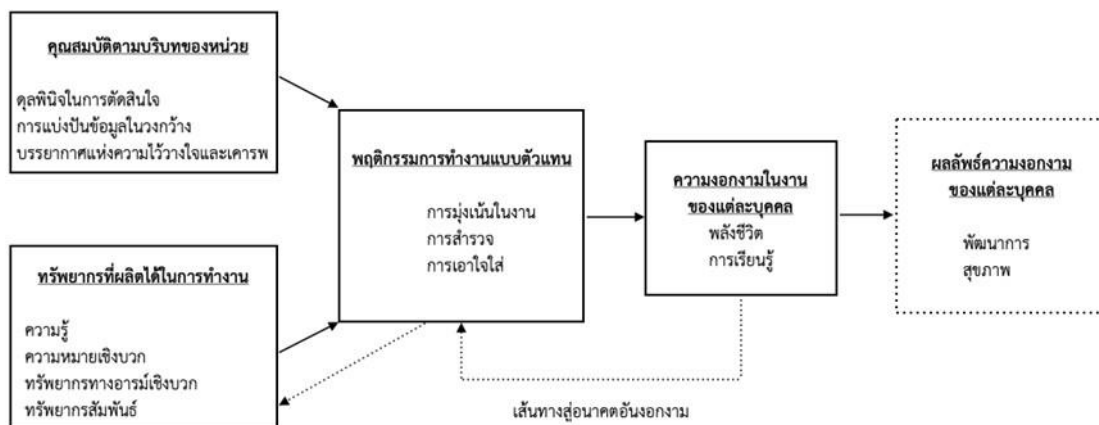 คุณสมบัติตามบริบทของหน่วย
ดุลพินิจในการตัดสินใจ
การแบ่งปันข้อมูลในวงกว้าง
บรรยากาศแห่งความไว้วางใจและเคารพ
ทรัพยากรที่ผลิตได้ในการทำงาน
ความรู้
ความหมายเชิงบวก
ทรัพยากรทางอารม์เชิงบวก
ทรัพยากรสัมพันธ์
พฤติกรรมการทำงานแบบตัวแทน
การมุ่งเน้นในงาน
การสำรวจ
การเอาใจใส่
ความงอกงามในงาน
ของแต่ละบุคคล
พลังชีวิต
การเรียนรู้
ผลลัพธ์ความงอกงาม
ของแต่ละบุคคล
พัฒนาการ
สุขภาพ
เส้นทางสู่อนาคตอันงอกงาม